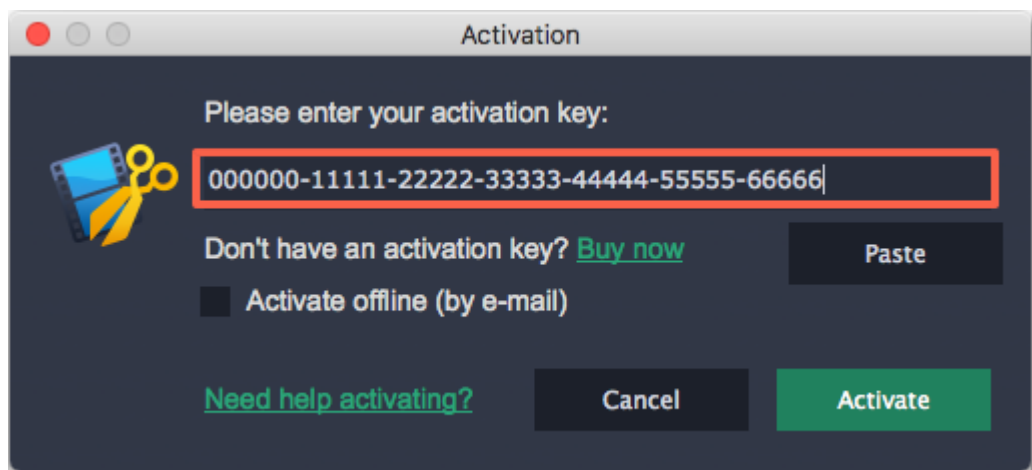 Activation
Please enter your activation key:
000000-11111-22222-33333-44444-55555-66666
Don't have an activation key? Buy now
Paste
Activate offline (by e-mail)
Need help activating?
Cancel
Activate